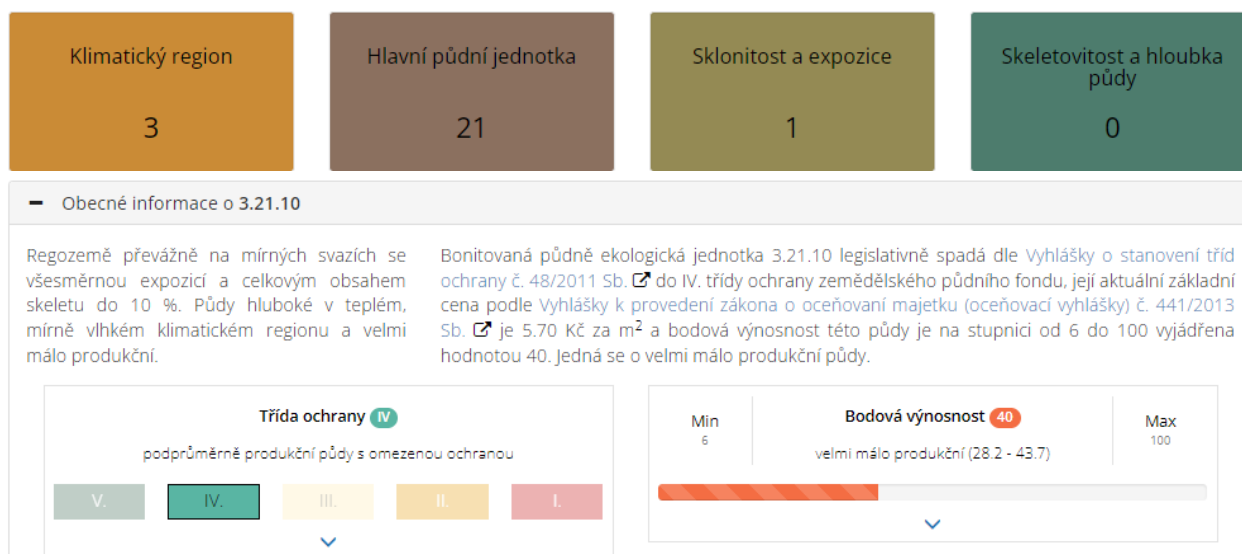 Klimatický region
3
Hlavní půdní jednotka
21
Sklonitost a expozice
1
Skeletovitost a hloubka
půdy
0
Obecné informace o 3.21.10
Regozemě převážně na mírných svazích se
všesměrnou expozicí a celkovým obsahem
skeletu do 10 %. Půdy hluboké v teplém,
mírně vlhkém klimatickém regionu a velmi
málo produkční.
Bonitovaná půdně ekologická jednotka 3.21.10 legislativně spadá dle Vyhlášky o stanovení tříd
ochrany č. 48/2011 Sb. do IV. třídy ochrany zemědělského půdního fondu, její aktuální základní
cena podle Vyhlášky k provedení zákona o oceňování majetku (oceňovací vyhlášky) č. 441/2013
Sb. je 5.70 Kč za m² a bodová výnosnost této půdy je na stupnici od 6 do 100 vyjádřena
hodnotou 40. Jedná se o velmi málo produkční půdy.
Třída ochrany IV
podprůměrně produkční půdy s omezenou ochranou
V. IV. III. II. I.
Min
6
Bodová výnosnost 40
velmi málo produkční (28.2 - 43.7)
Max
100